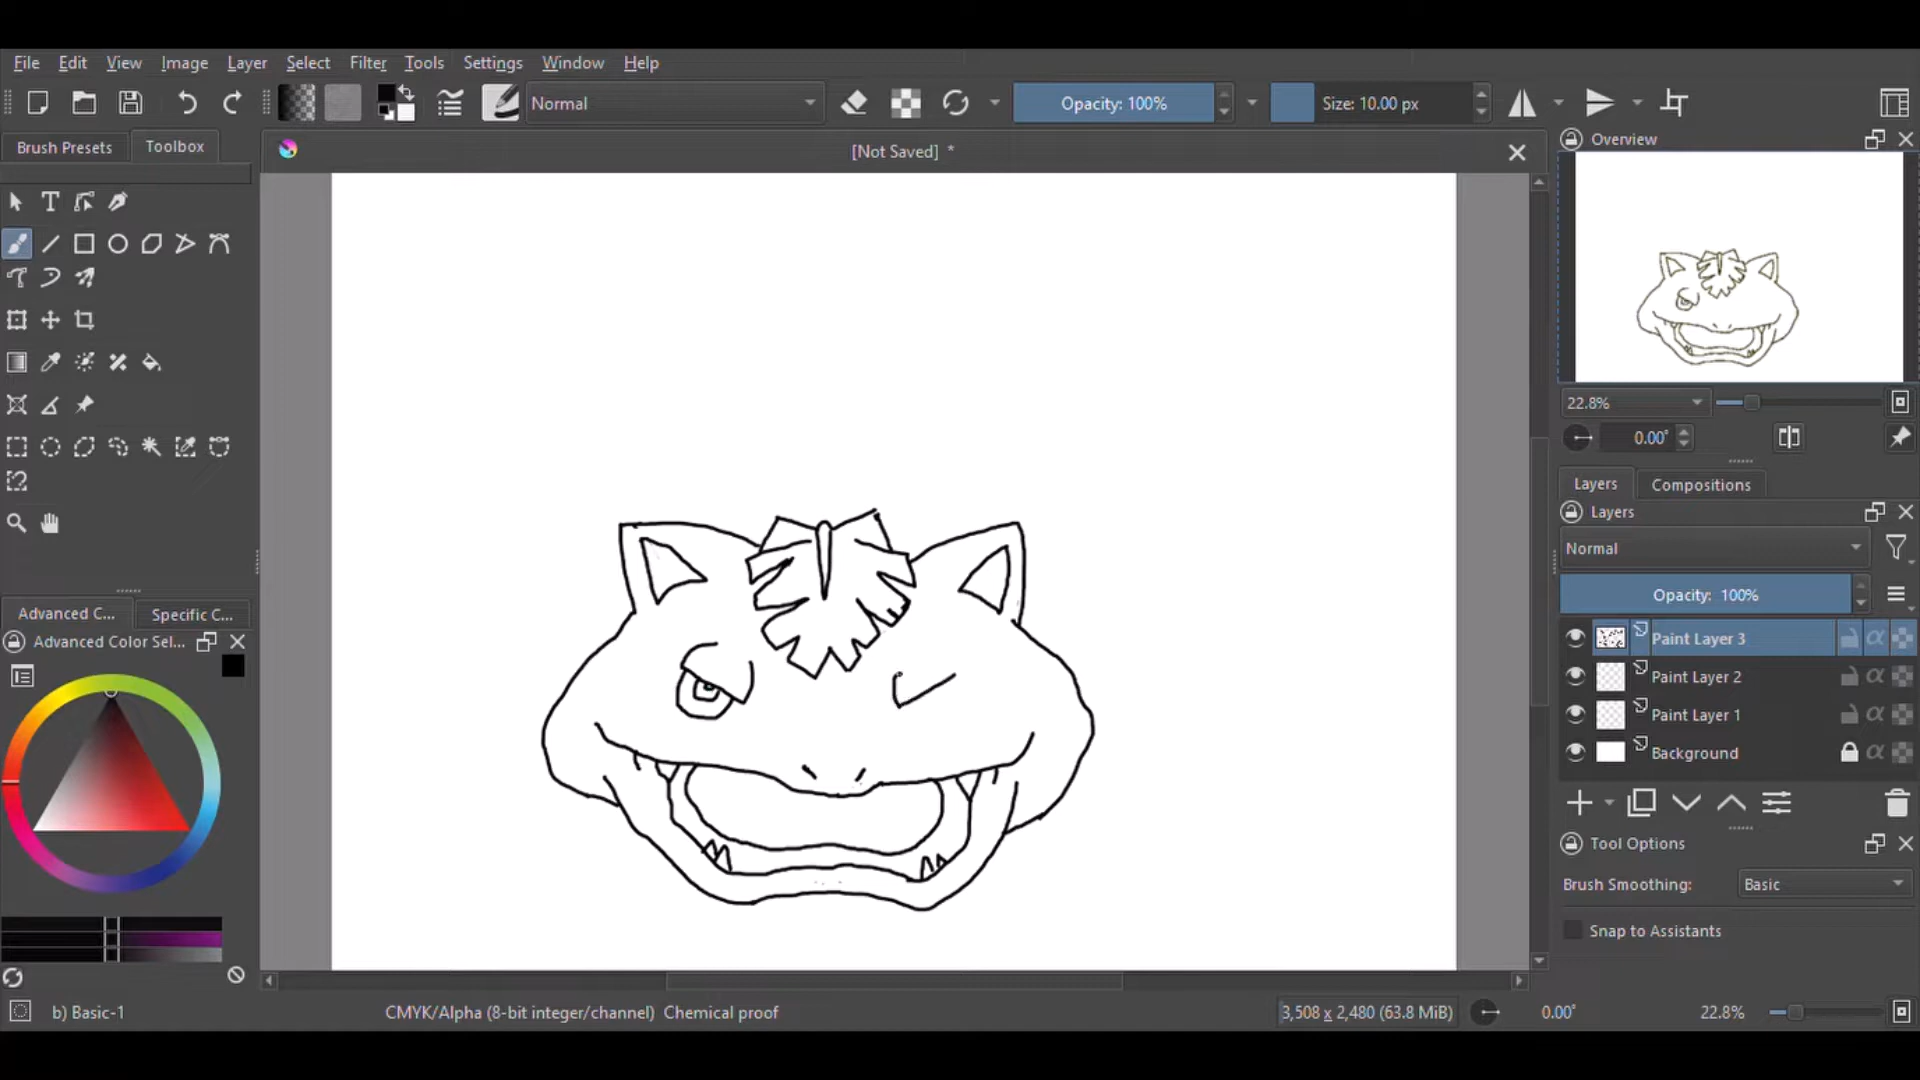 File Edit View Image Layer Select Filter Tools Settings Window Help
Normal
Opacity: 100%
Size: 10.00 px
Brush Presets
Toolbox
[Not Saved] *
Overview
22.8%
0.00°
Layers
Compositions
Layers
Normal
Opacity: 100%
Paint Layer 3
Paint Layer 2
Paint Layer 1
Background
Tool Options
Brush Smoothing: Basic
Snap to Assistants
Advanced C...
Specific C...
Advanced Color Sel...
b) Basic-1
CMYK/Alpha (8-bit integer/channel) Chemical proof
3,508 x 2,480 (63.8 MiB)
0.00°
22.8%